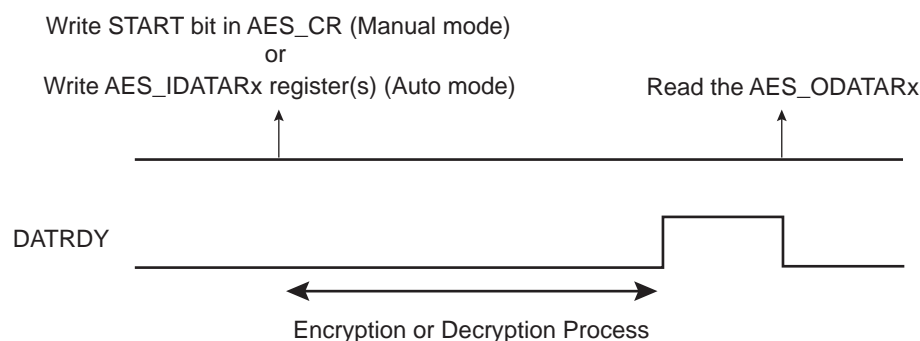 Write START bit in AES_CR (Manual mode)
or
Write AES_IDATARx register(s) (Auto mode)
Read the AES_ODATARx
DATRDY
Encryption or Decryption Process